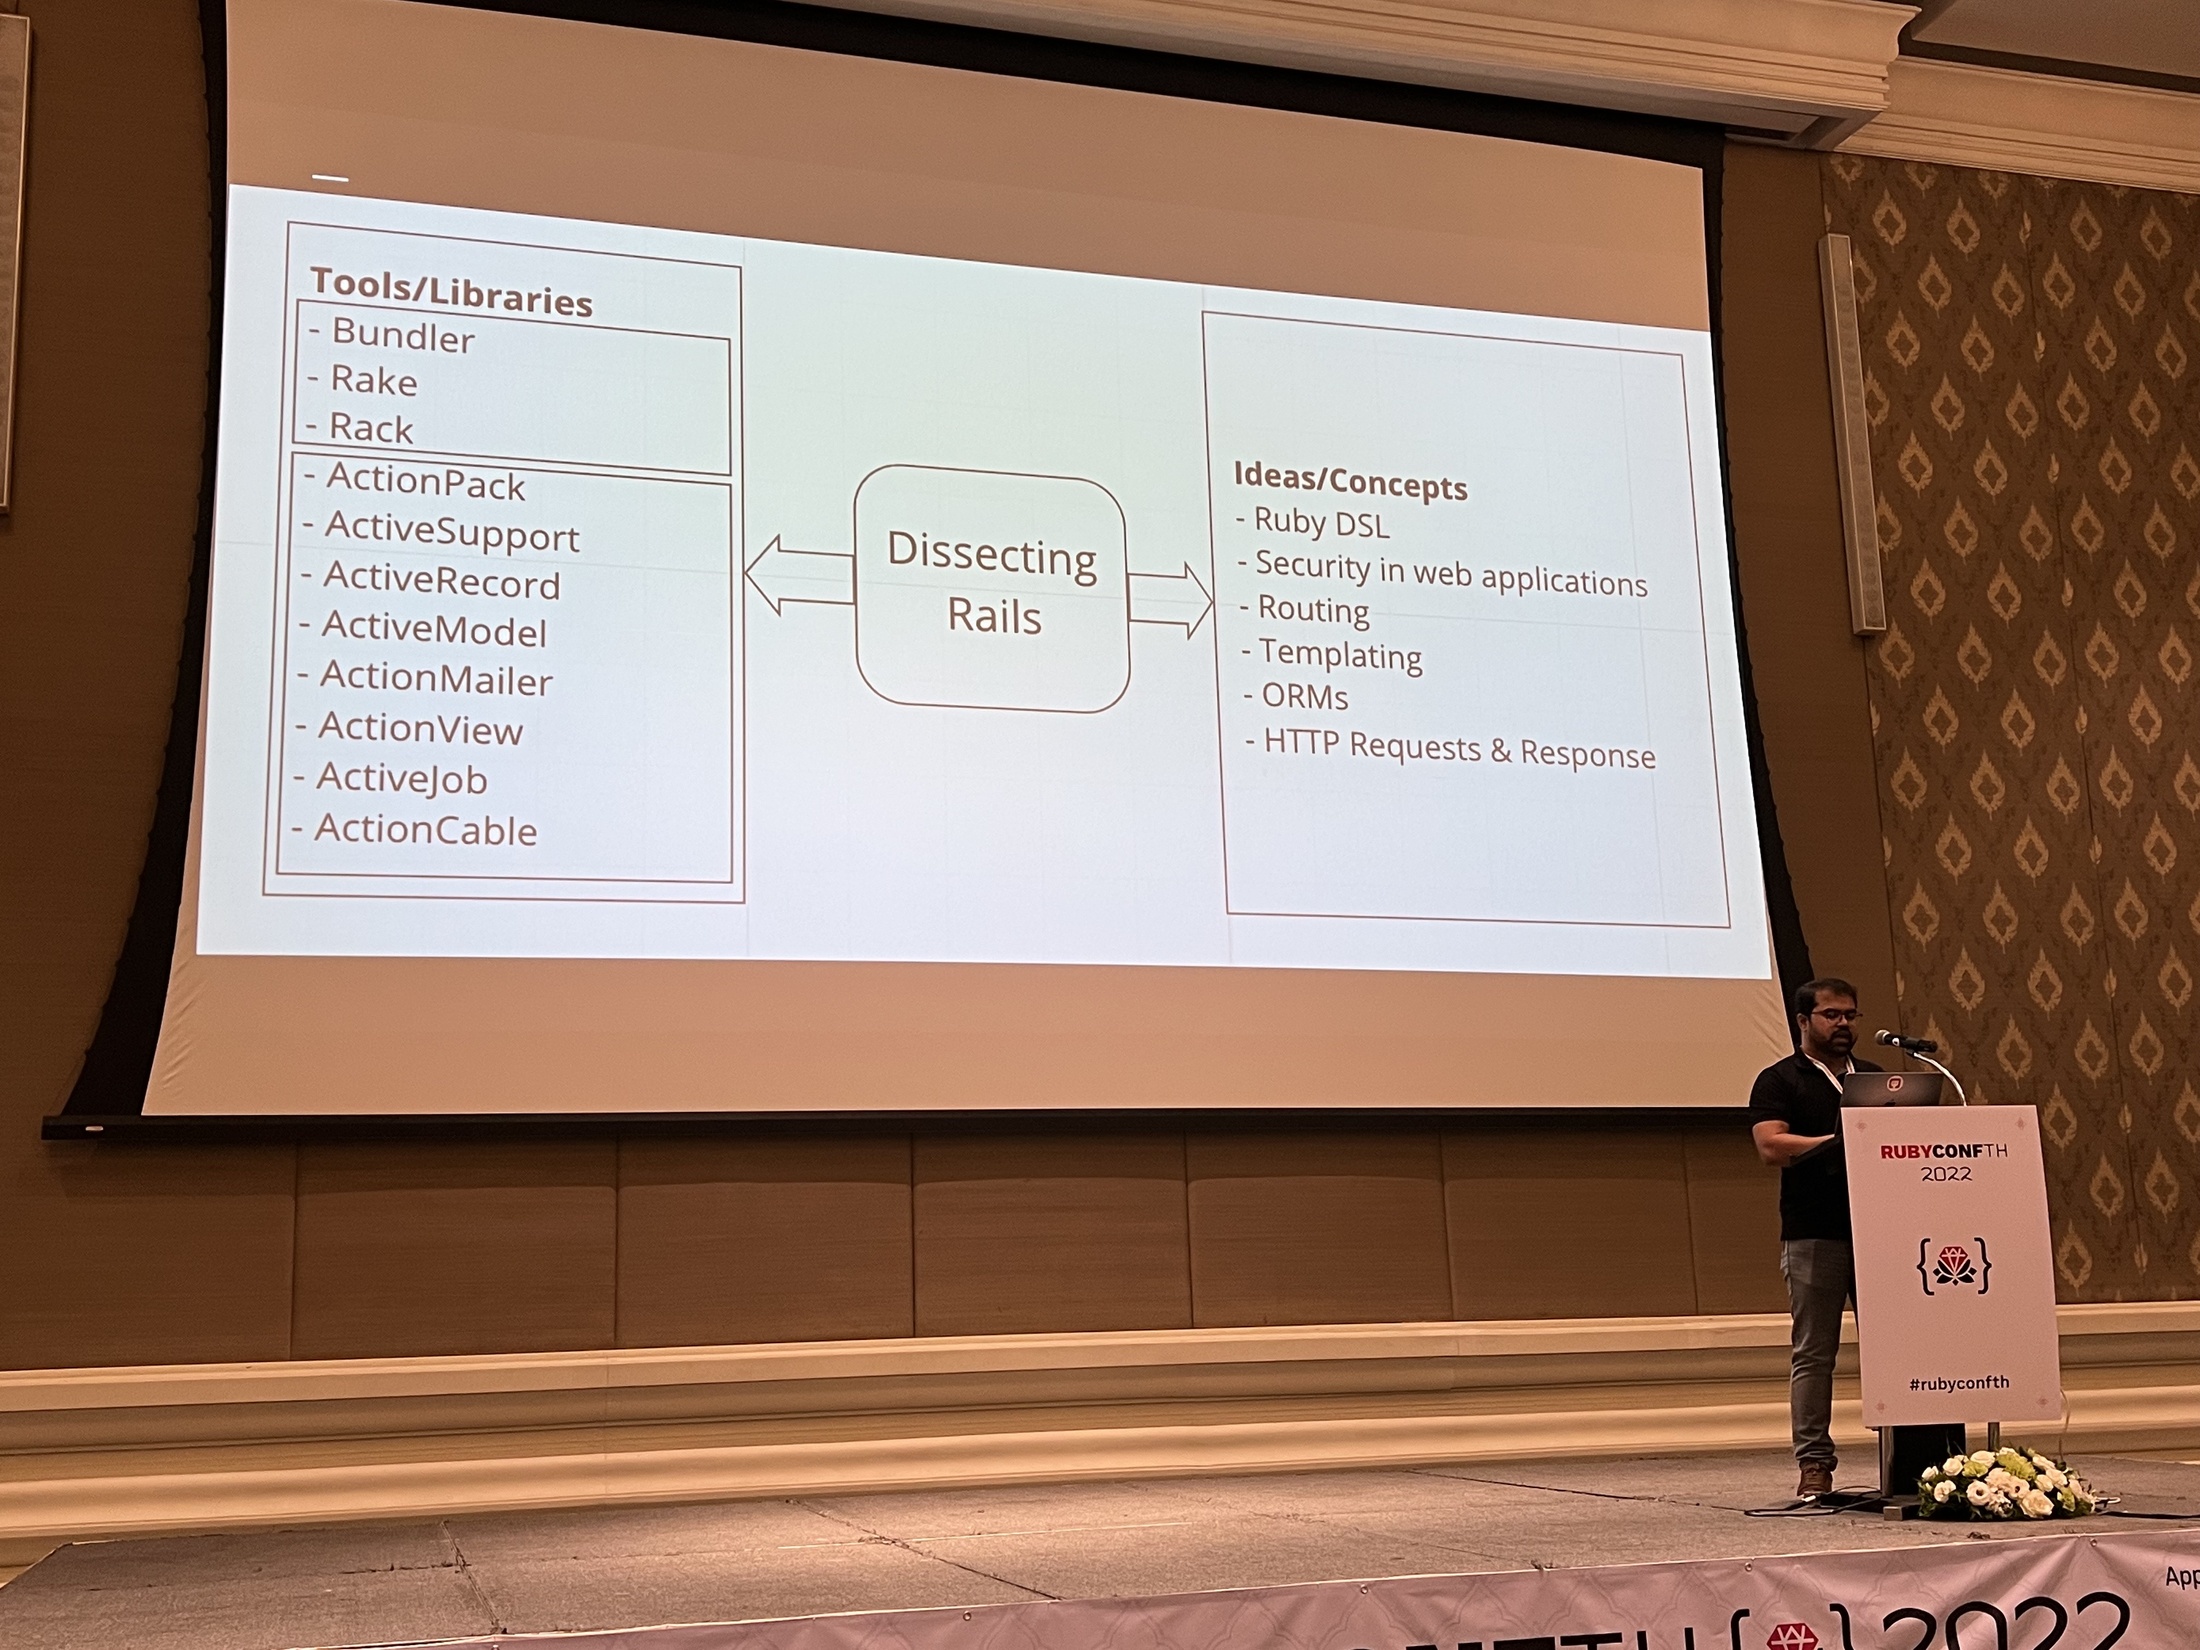 Tools/Libraries
- Bundler
- Rake
- Rack
- ActionPack
- ActiveSupport
- ActiveRecord
- ActiveModel
- ActionMailer
- ActionView
- ActiveJob
- ActionCable
Dissecting
Rails
Ideas/Concepts
- Ruby DSL
- Security in web applications
- Routing
- Templating
- ORMs
- HTTP Requests & Response
RUBYCONFTH
2022
#rubyconfth
2022